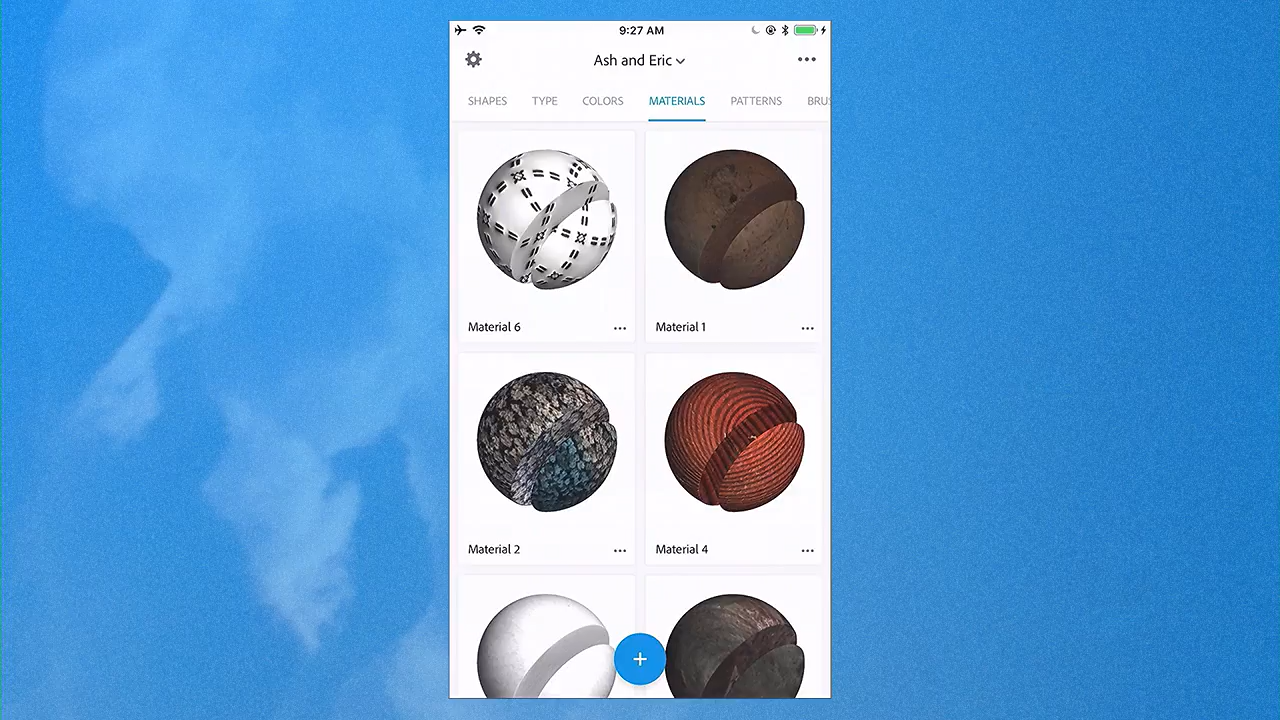 9:27 AM
Ash and Eric
SHAPES TYPE COLORS MATERIALS PATTERNS BRUS
Material 6
Material 1
Material 2
Material 4